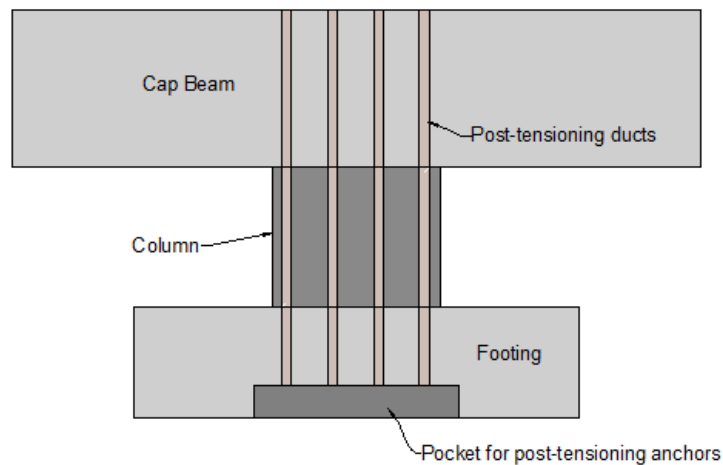 Cap Beam
Post-tensioning ducts
Column
Footing
Pocket for post-tensioning anchors